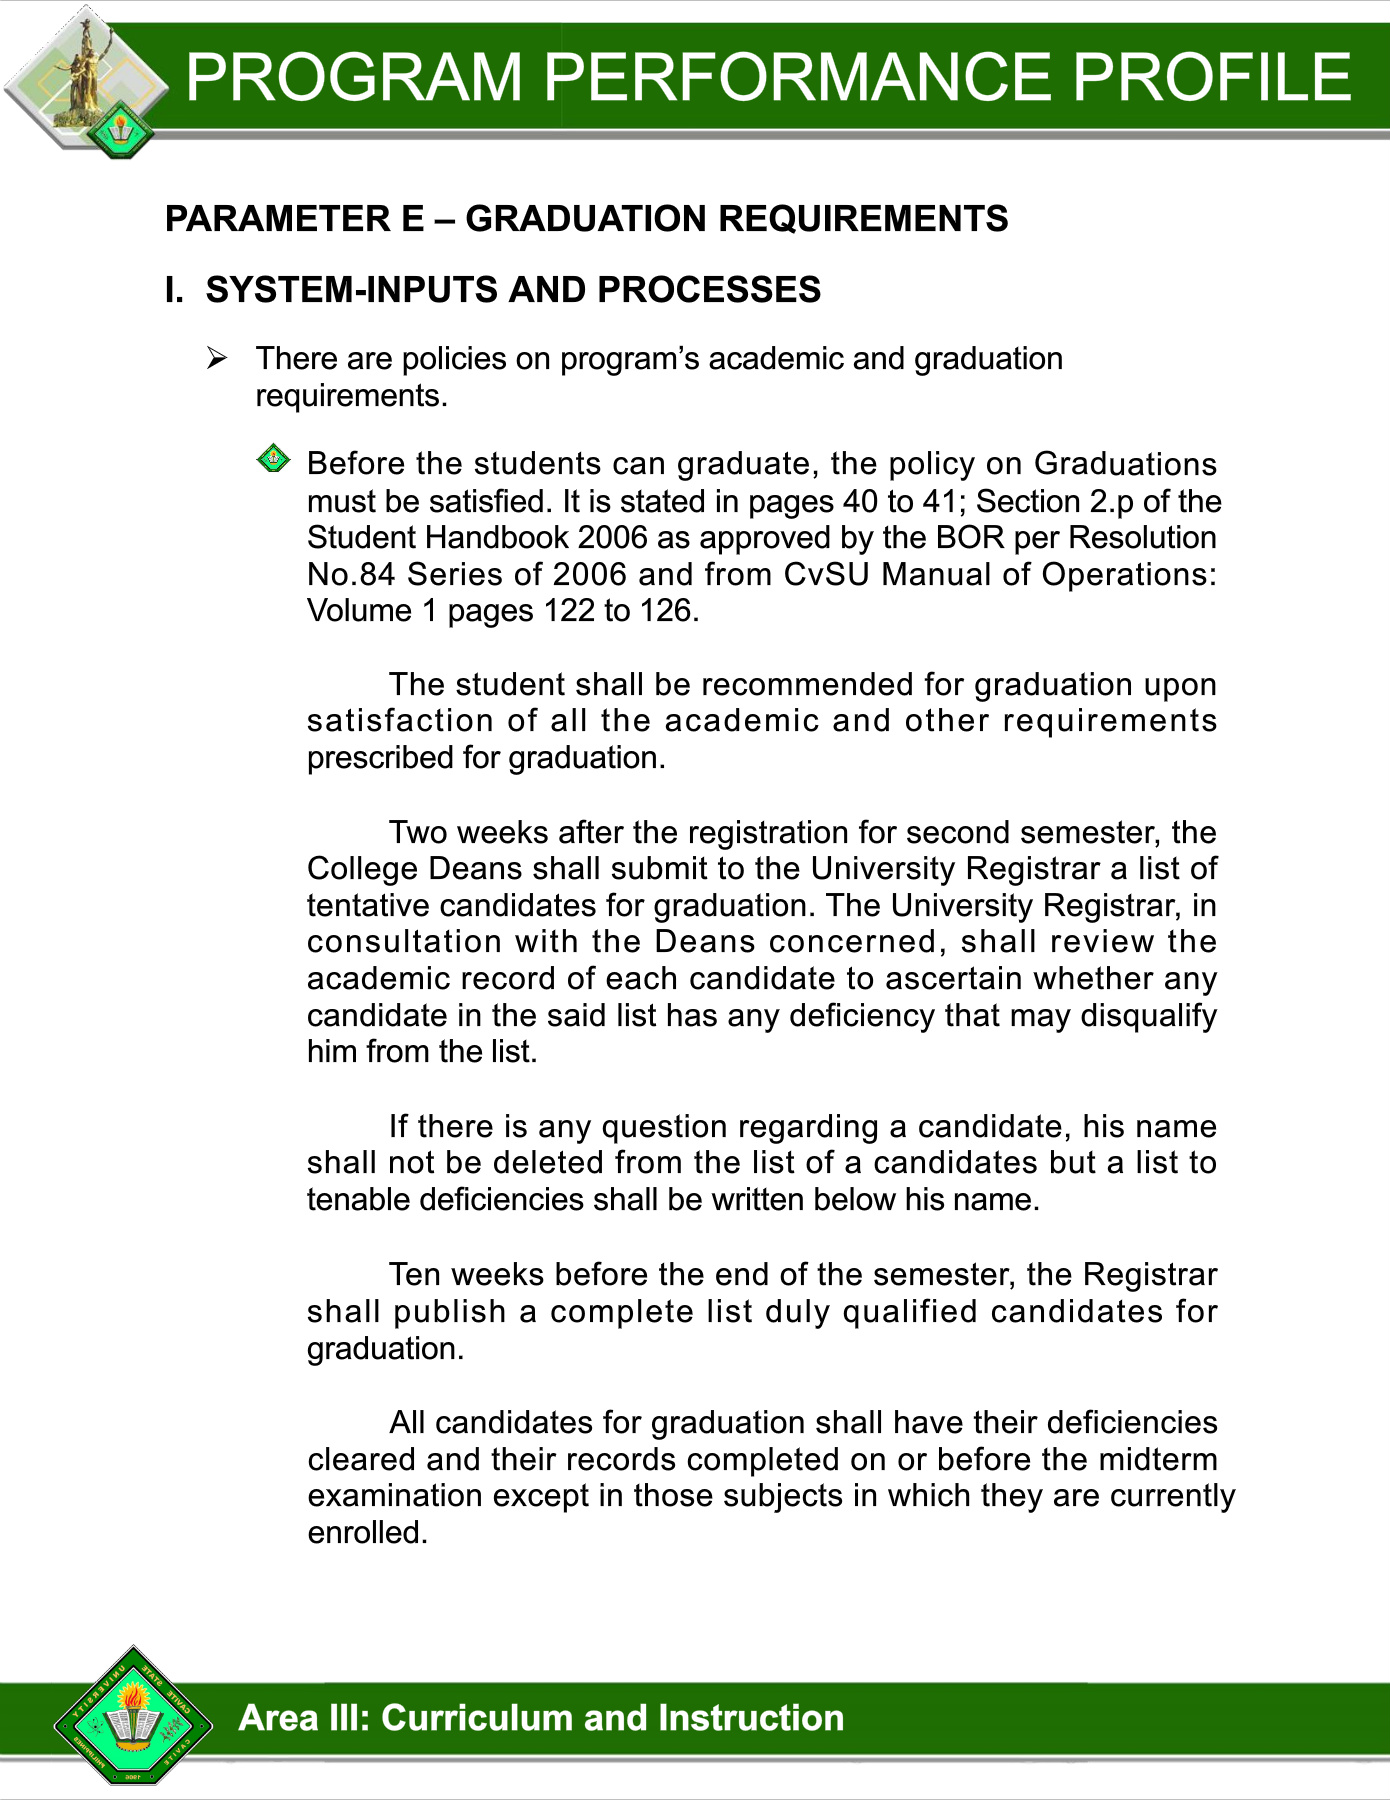 PROGRAM PERFORMANCE PROFILE
PARAMETER E – GRADUATION REQUIREMENTS
I. SYSTEM-INPUTS AND PROCESSES
➢ There are policies on program’s academic and graduation
requirements.
Before the students can graduate, the policy on Graduations
must be satisfied. It is stated in pages 40 to 41; Section 2.p of the
Student Handbook 2006 as approved by the BOR per Resolution
No.84 Series of 2006 and from CvSU Manual of Operations:
Volume 1 pages 122 to 126.
The student shall be recommended for graduation upon
satisfaction of all the academic and other requirements
prescribed for graduation.
Two weeks after the registration for second semester, the
College Deans shall submit to the University Registrar a list of
tentative candidates for graduation. The University Registrar, in
consultation with the Deans concerned, shall review the
academic record of each candidate to ascertain whether any
candidate in the said list has any deficiency that may disqualify
him from the list.
If there is any question regarding a candidate, his name
shall not be deleted from the list of a candidates but a list to
tenable deficiencies shall be written below his name.
Ten weeks before the end of the semester, the Registrar
shall publish a complete list duly qualified candidates for
graduation.
All candidates for graduation shall have their deficiencies
cleared and their records completed on or before the midterm
examination except in those subjects in which they are currently
enrolled.
CAVITE STATE UNIVERSITY
CAVITE
PHILIPPINES
1906
Area III: Curriculum and Instruction